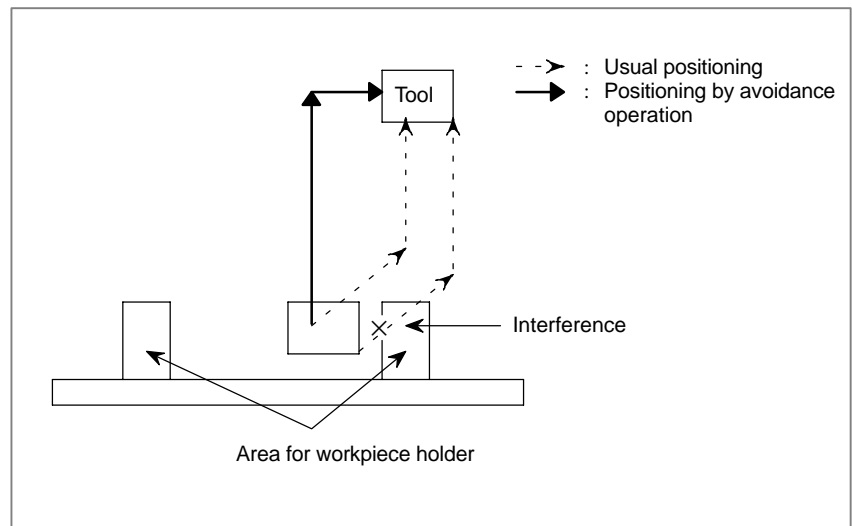 Tool
: Usual positioning
: Positioning by avoidance
operation
Interference
Area for workpiece holder